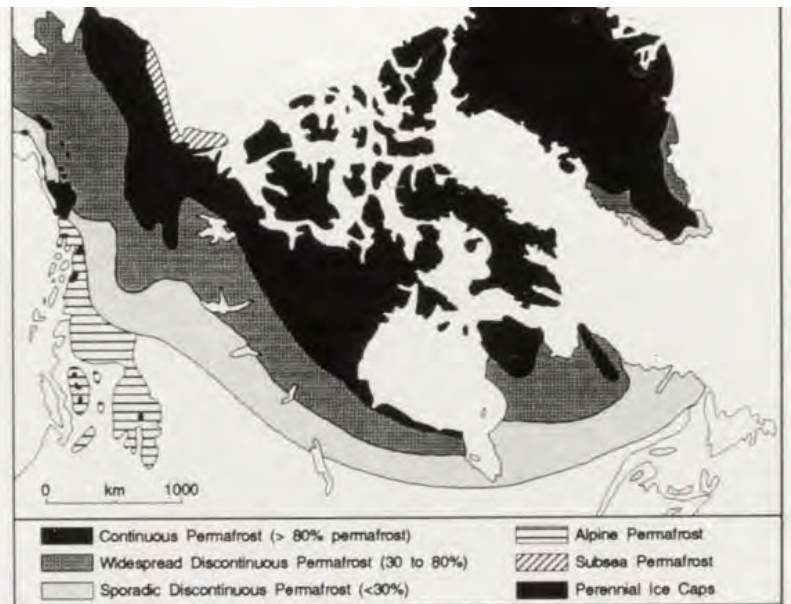 0 km 1000
Continuous Permafrost (> 80% permafrost)
Widespread Discontinuous Permafrost (30 to 80%)
Sporadic Discontinuous Permafrost (<30%)
Alpine Permafrost
Subsea Permafrost
Perennial Ice Caps